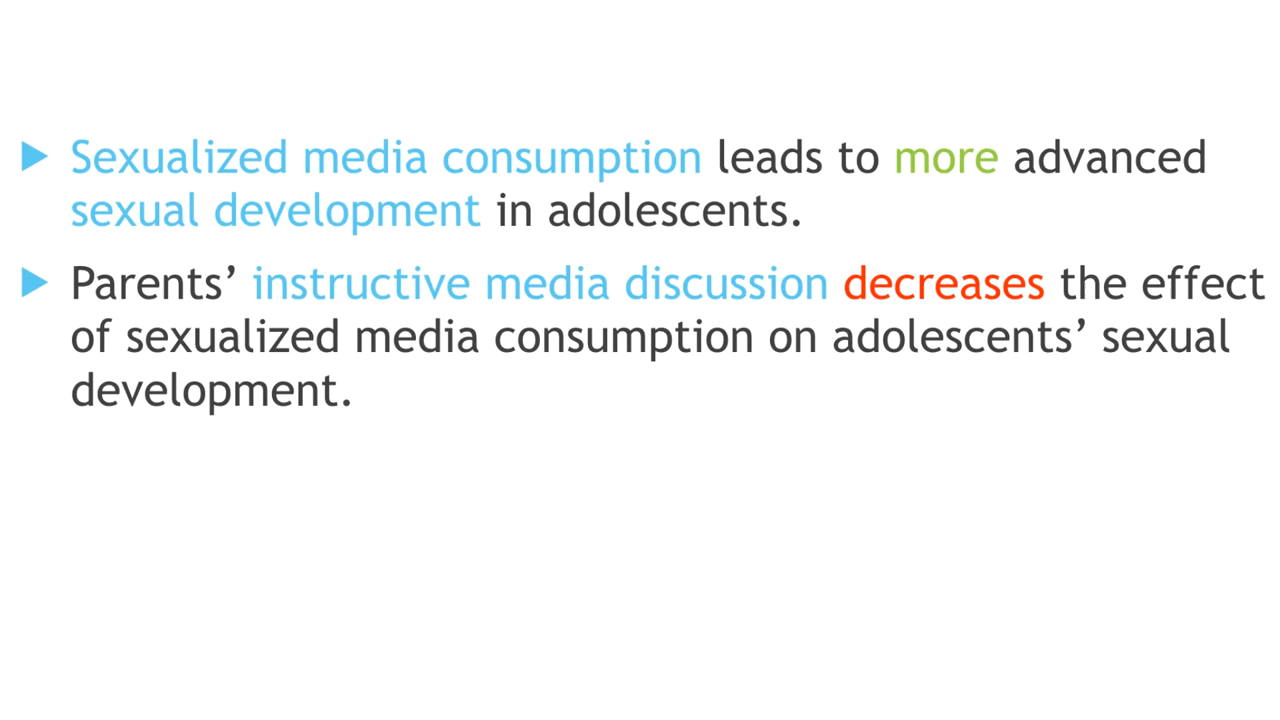 Sexualized media consumption leads to more advanced
sexual development in adolescents.
Parents’ instructive media discussion decreases the effect
of sexualized media consumption on adolescents’ sexual
development.